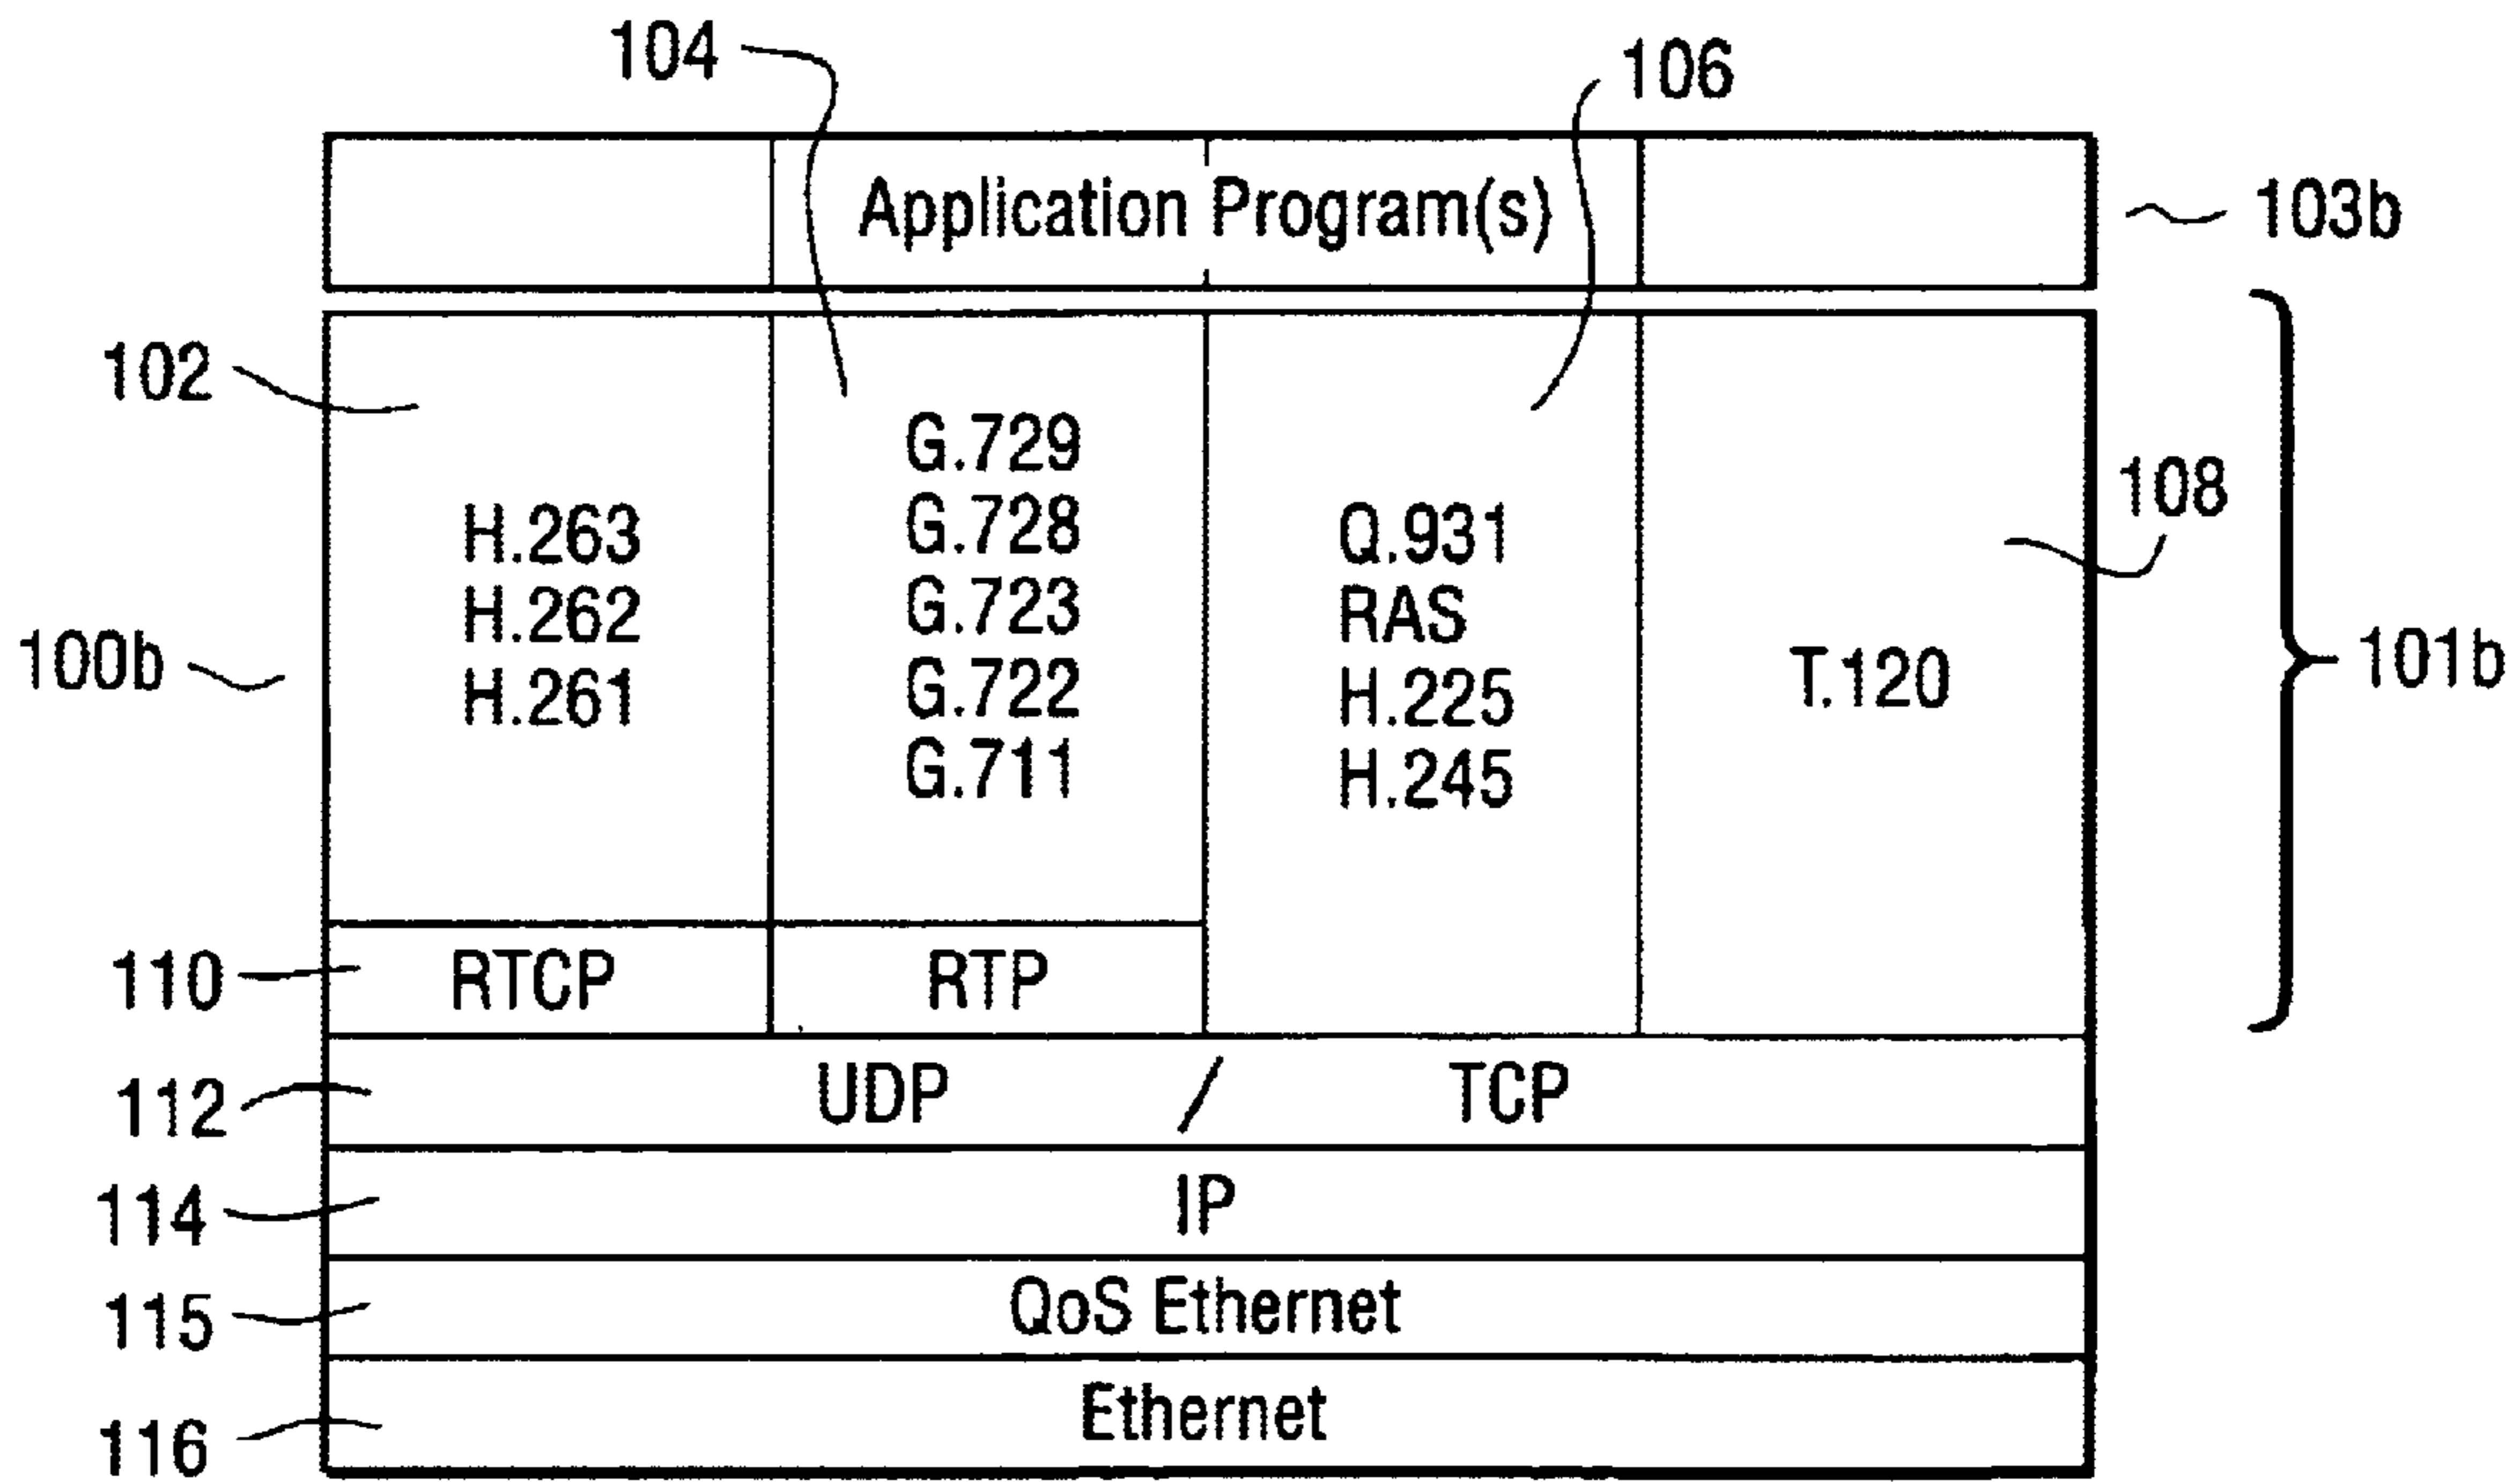 104
106
Application Program(s)
103b
102
G.729
G.728
G.723
G.722
G.711
H.263
H.262
H.261
Q.931
RAS
H.225
H.245
T.120
108
100b
101b
110
RTCP
RTP
112
UDP / TCP
114
IP
115
QoS Ethernet
116
Ethernet